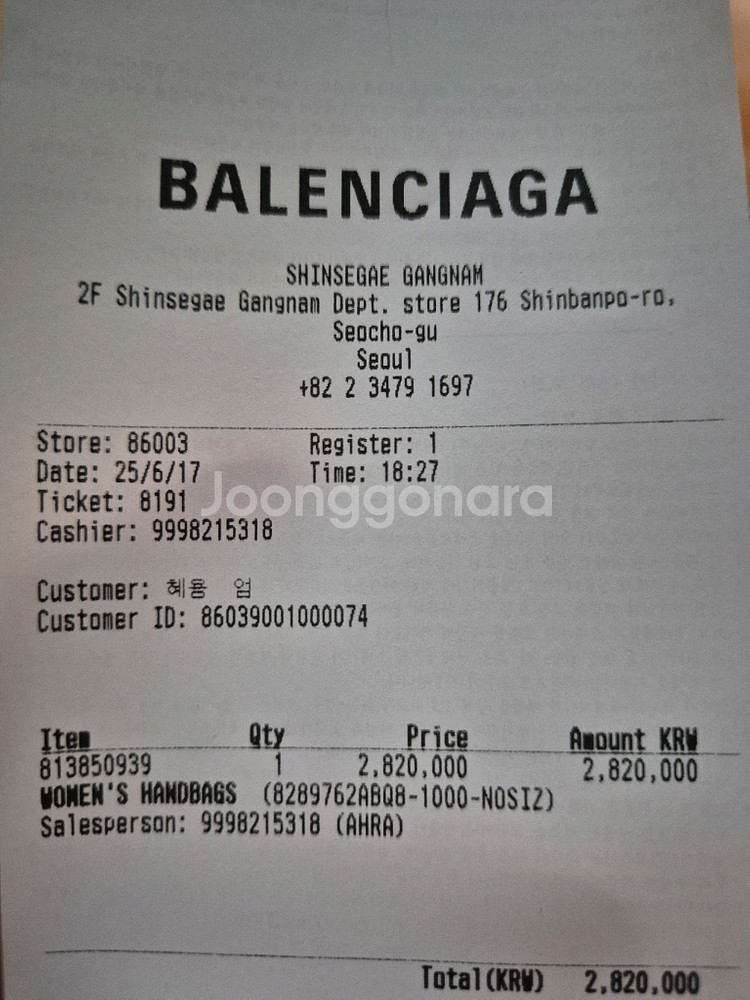 BALENCIAGA
SHINSEGAE GANGNAM
2F Shinsegae Gangnam Dept. store 176 Shinbanpo-ro,
Seocho-gu
Seoul
+82 2 3479 1697
Store: 86003 Register: 1
Date: 25/6/17 Time: 18:27
Ticket: 8191
Joonggonara
Cashier: 9998215318
Customer: 혜용 엄
Customer ID: 86039001000074
Item Qty Price Amount KRW
813850939 1 2,820,000 2,820,000
WOMEN'S HANDBAGS (8289762ABQ8-1000-NOSIZ)
Salesperson: 9998215318 (AHRA)
Total(KRW) 2,820,000